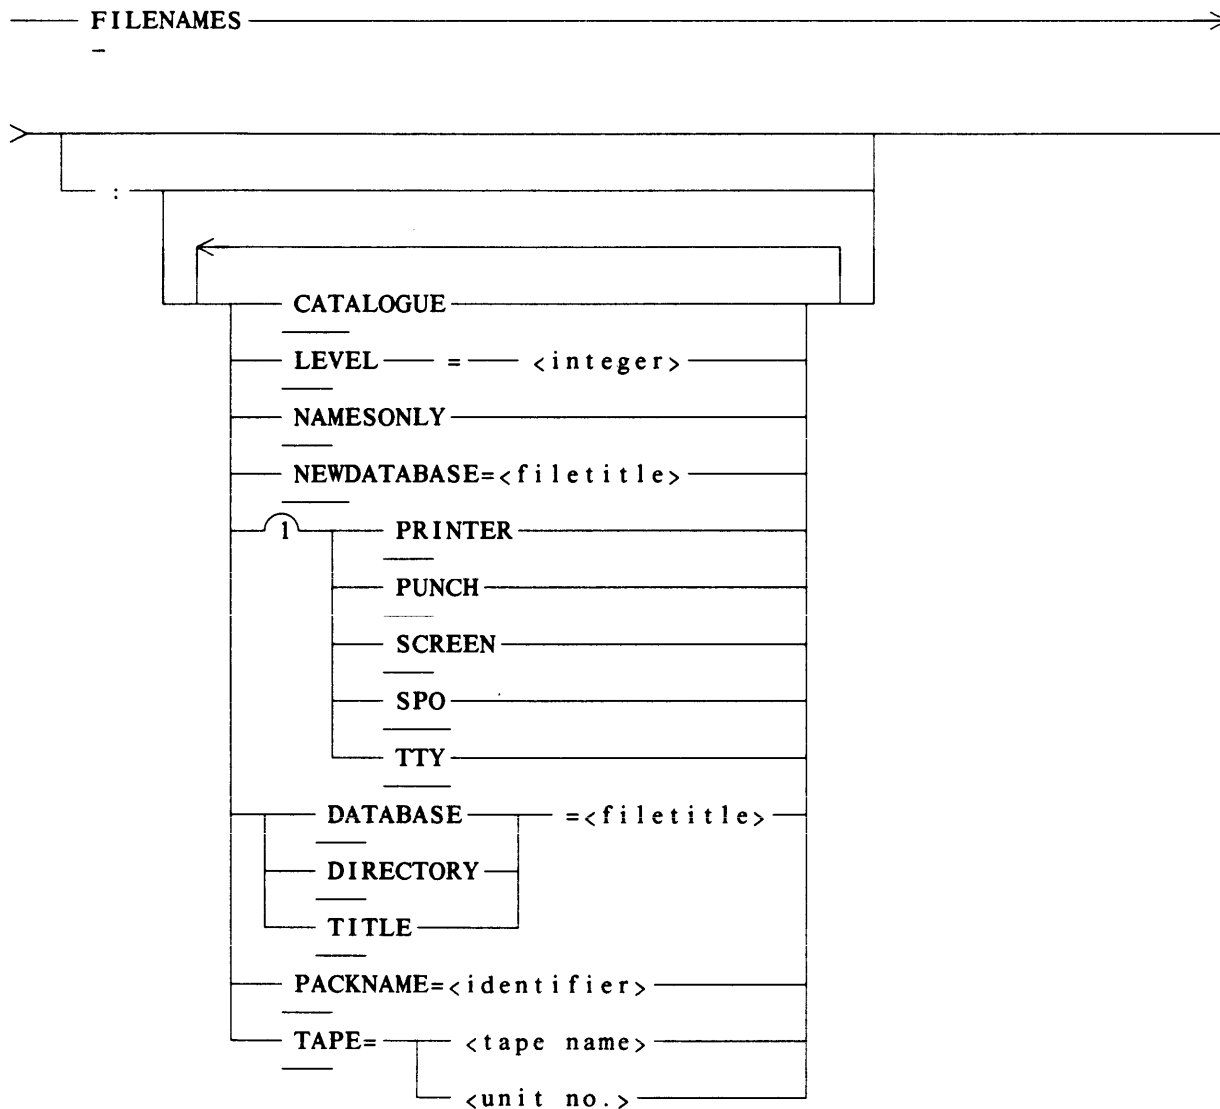 FILENAMES
:
CATALOGUE
LEVEL = <integer>
NAMESONLY
NEWDATABASE=<filetitle>
1 PRINTER
PUNCH
SCREEN
SPO
TTY
DATABASE =<filetitle>
DIRECTORY
TITLE
PACKNAME=<identifier>
TAPE= <tape name>
<unit no.>